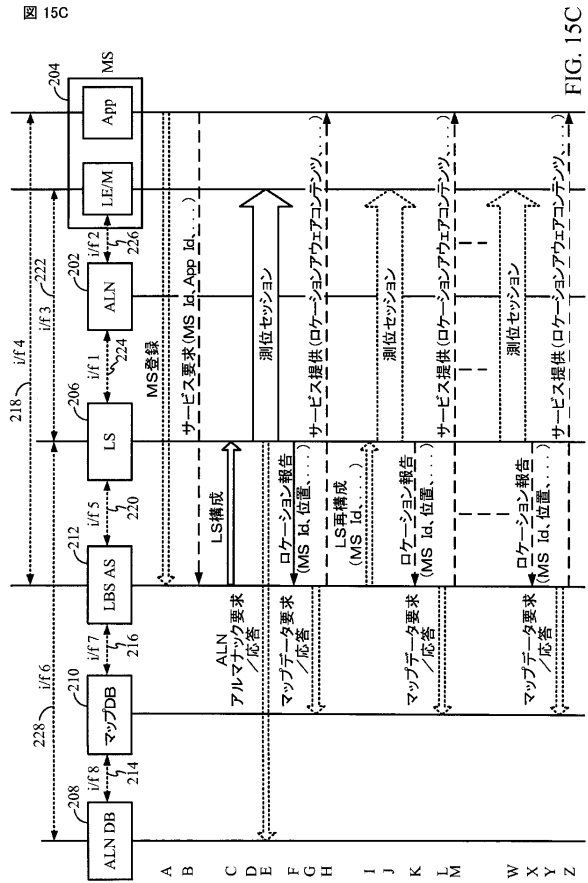 図 15C
218
i/f 4
228
i/f 6
222
i/f 3
208
ALN DB
i/f 8
214
210
マップDB
i/f 7
216
212
LBS AS
i/f 5
220
206
LS
i/f 1
224
202
ALN
i/f 2
226
204
MS
LE/M
App
A
MS登録
B
サービス要求(MS Id、App Id、. . . .)
C
LS構成
D
測位セッション
E
ALN
アルマナック要求
/応答
F
ロケーション報告
(MS Id、位置、. . . .)
G
マップデータ要求
/応答
H
サービス提供(ロケーションアウェアコンテンツ、. . . .)
I
LS再構成
(MS Id、. . . .)
J
測位セッション
K
ロケーション報告
(MS Id、位置、. . . .)
L
マップデータ要求
/応答
M
サービス提供(ロケーションアウェアコンテンツ、. . . .)
W
測位セッション
X
ロケーション報告
(MS Id、位置、. . . .)
Y
マップデータ要求
/応答
Z
サービス提供(ロケーションアウェアコンテンツ、. . . .)
FIG. 15C